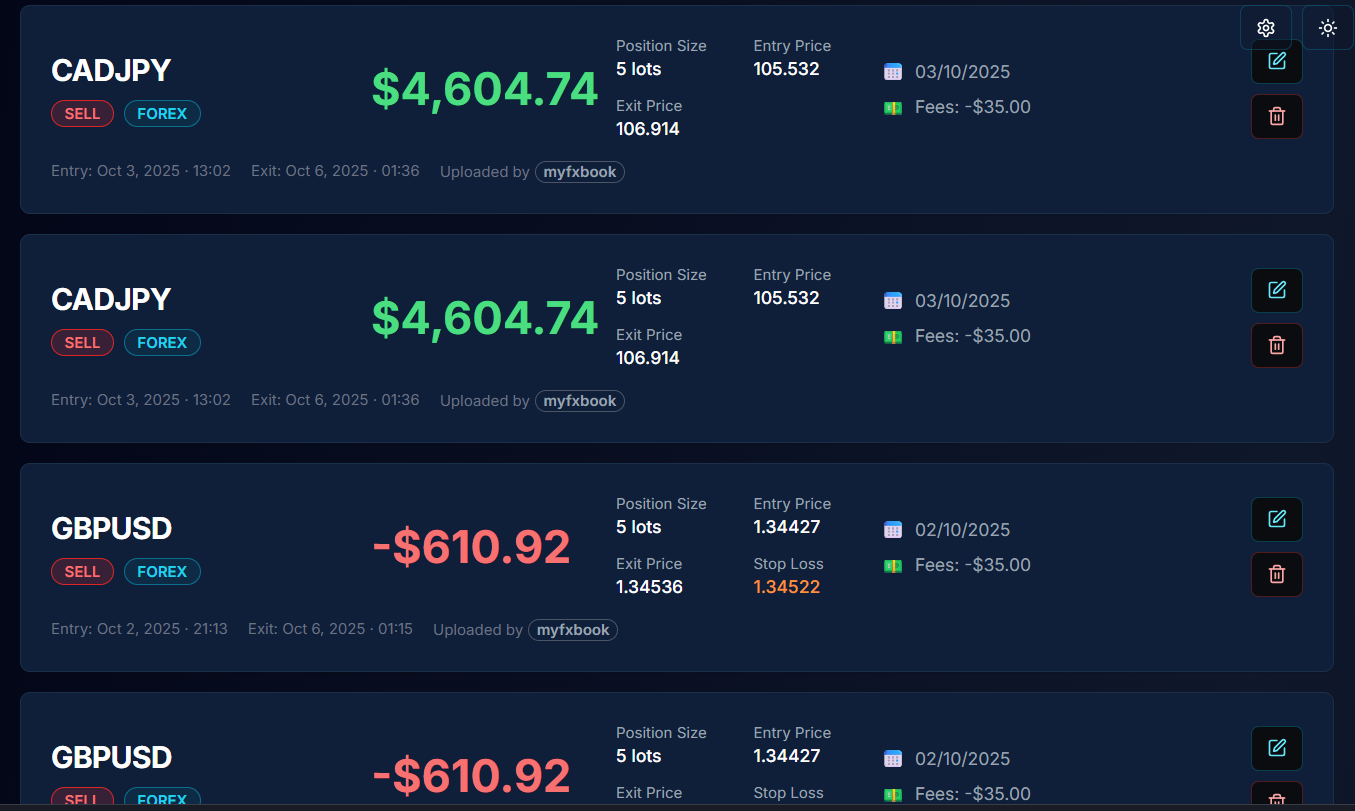 CADJPY
SELL FOREX
$4,604.74
Position Size
5 lots
Entry Price
105.532
Exit Price
106.914
03/10/2025
Fees: -$35.00
Entry: Oct 3, 2025 · 13:02 Exit: Oct 6, 2025 · 01:36 Uploaded by myfxbook
CADJPY
SELL FOREX
$4,604.74
Position Size
5 lots
Entry Price
105.532
Exit Price
106.914
03/10/2025
Fees: -$35.00
Entry: Oct 3, 2025 · 13:02 Exit: Oct 6, 2025 · 01:36 Uploaded by myfxbook
GBPUSD
SELL FOREX
-$610.92
Position Size
5 lots
Entry Price
1.34427
Exit Price
1.34536
Stop Loss
1.34522
02/10/2025
Fees: -$35.00
Entry: Oct 2, 2025 · 21:13 Exit: Oct 6, 2025 · 01:15 Uploaded by myfxbook
GBPUSD
SELL FOREX
-$610.92
Position Size
5 lots
Entry Price
1.34427
Exit Price
Stop Loss
02/10/2025
Fees: -$35.00